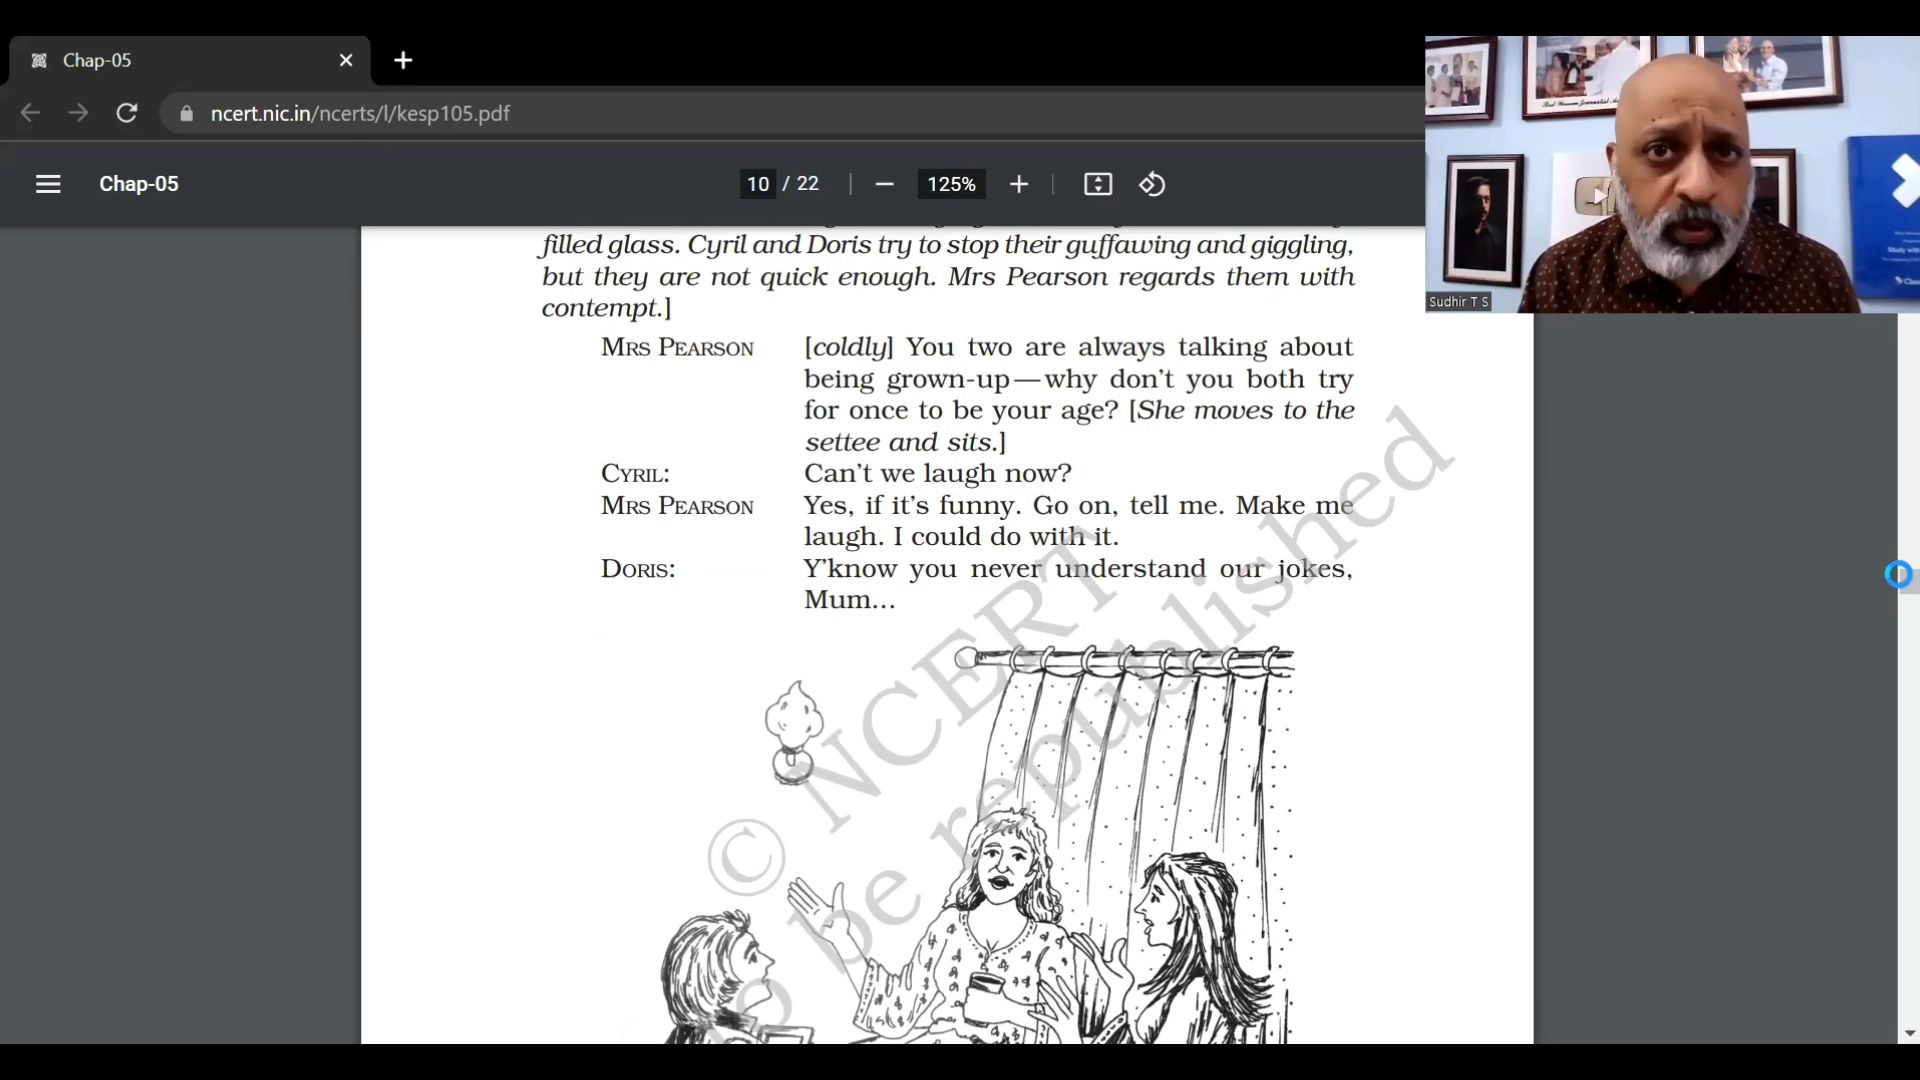 Chap-05
ncert.nic.in/ncerts/l/kesp105.pdf
Chap-05
10 / 22
125%
Sudhir T S
filled glass. Cyril and Doris try to stop their guffawing and giggling,
but they are not quick enough. Mrs Pearson regards them with
contempt.]
MRS PEARSON [coldly] You two are always talking about
being grown-up—why don't you both try
for once to be your age? [She moves to the
settee and sits.]
CYRIL: Can't we laugh now?
MRS PEARSON Yes, if it's funny. Go on, tell me. Make me
laugh. I could do with it.
DORIS: Y'know you never understand our jokes,
Mum...
© NCERT
be republished